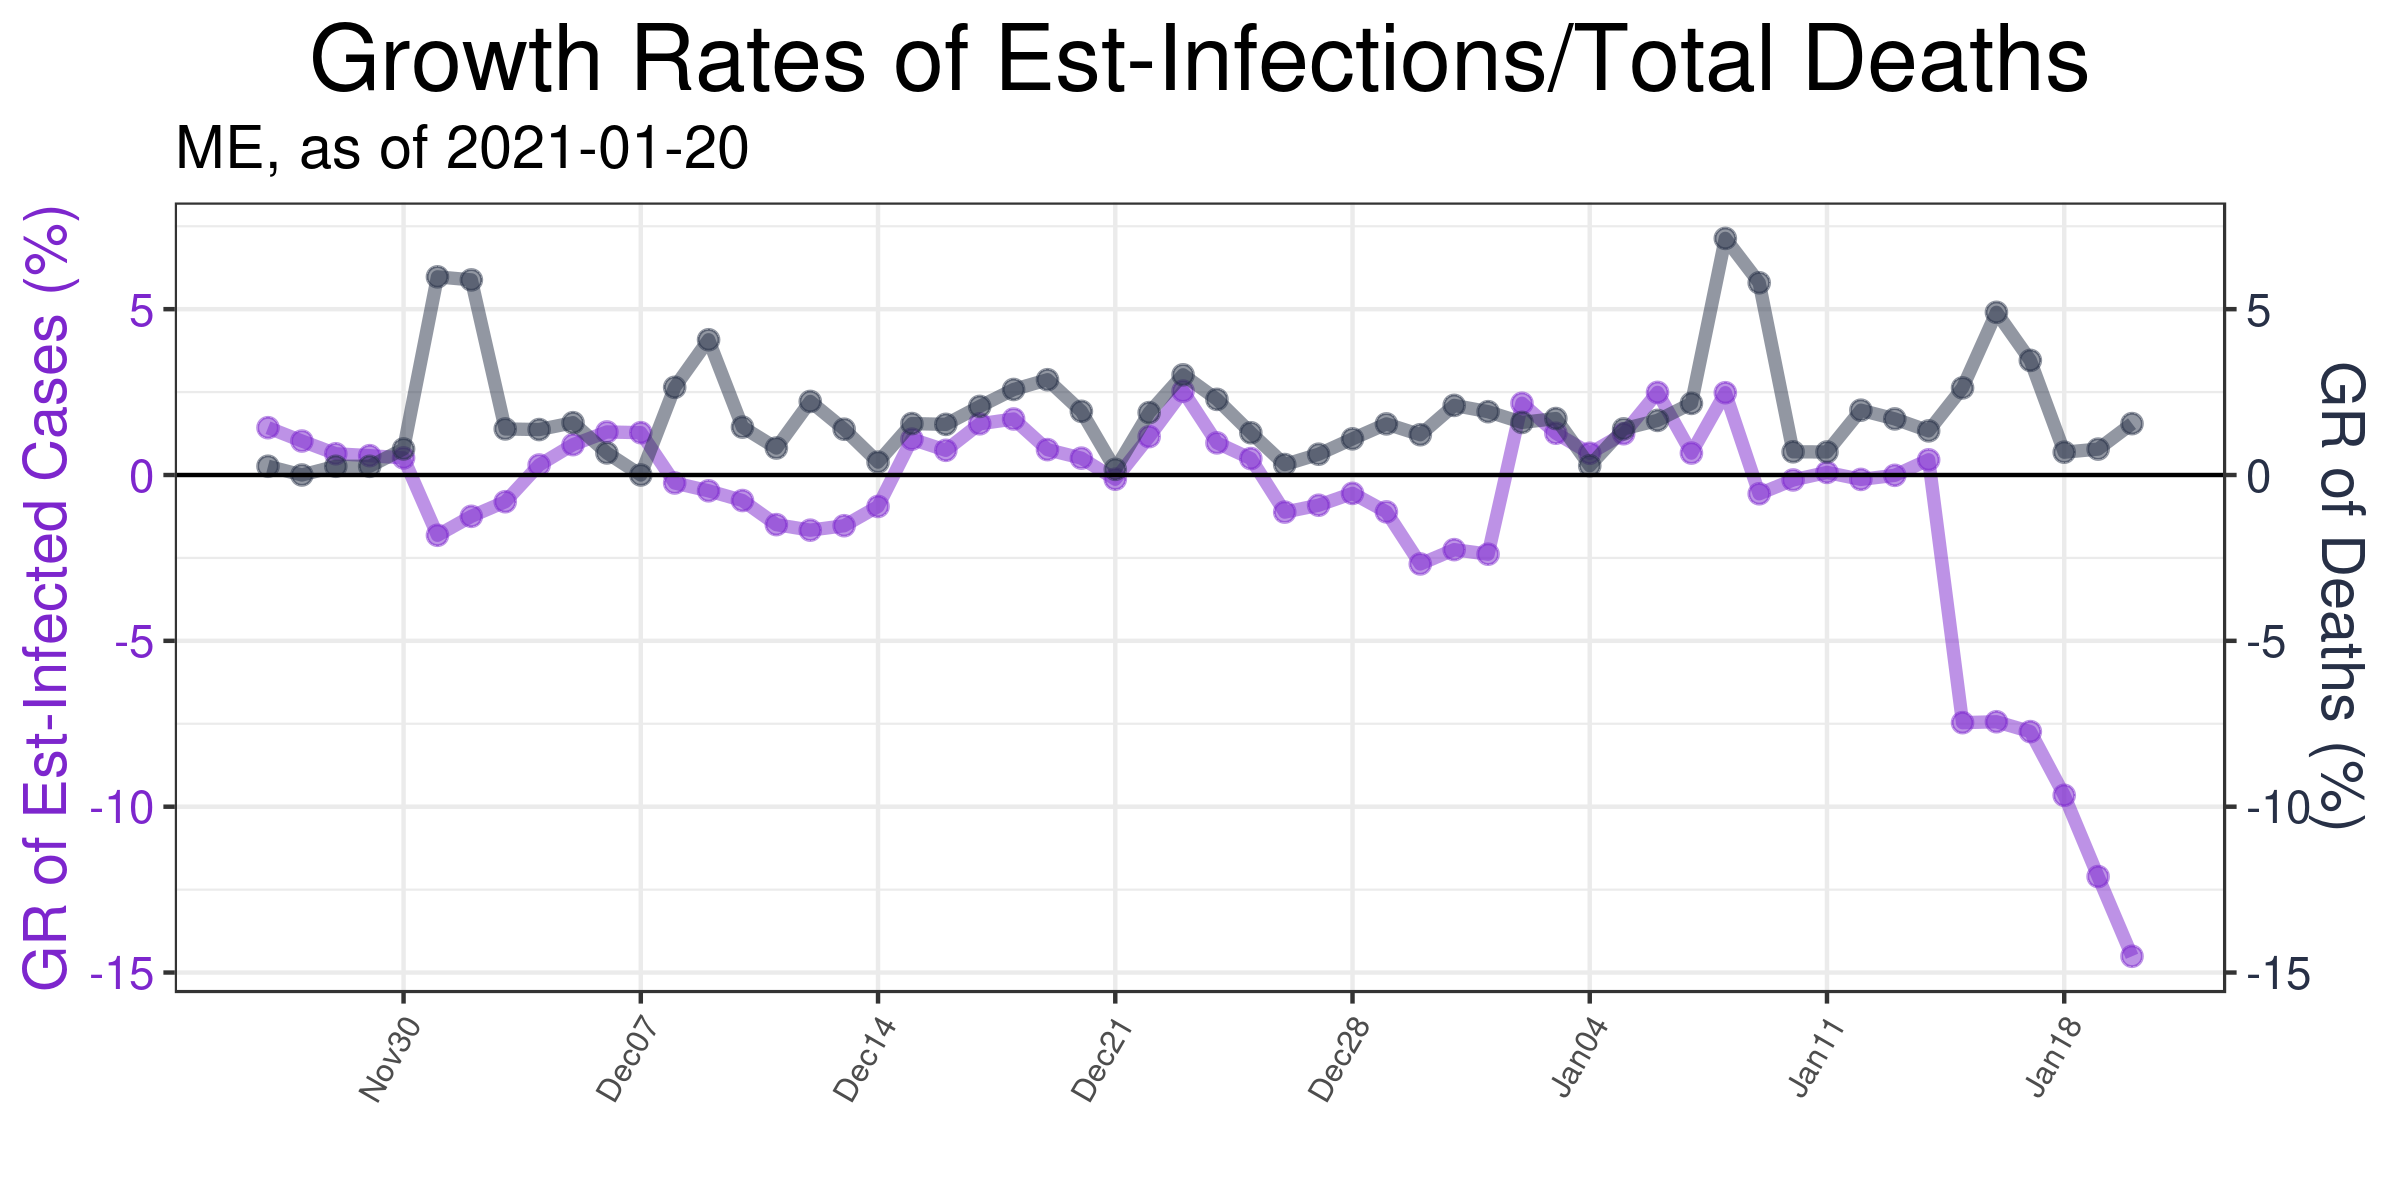 Growth Rates of Est-Infections/Total Deaths
ME, as of 2021-01-20
GR of Est-Infected Cases (%)
5
0
-5
-10
-15
5
0
-5
-10
-15
GR of Deaths (%)
Nov30
Dec07
Dec14
Dec21
Dec28
Jan04
Jan11
Jan18